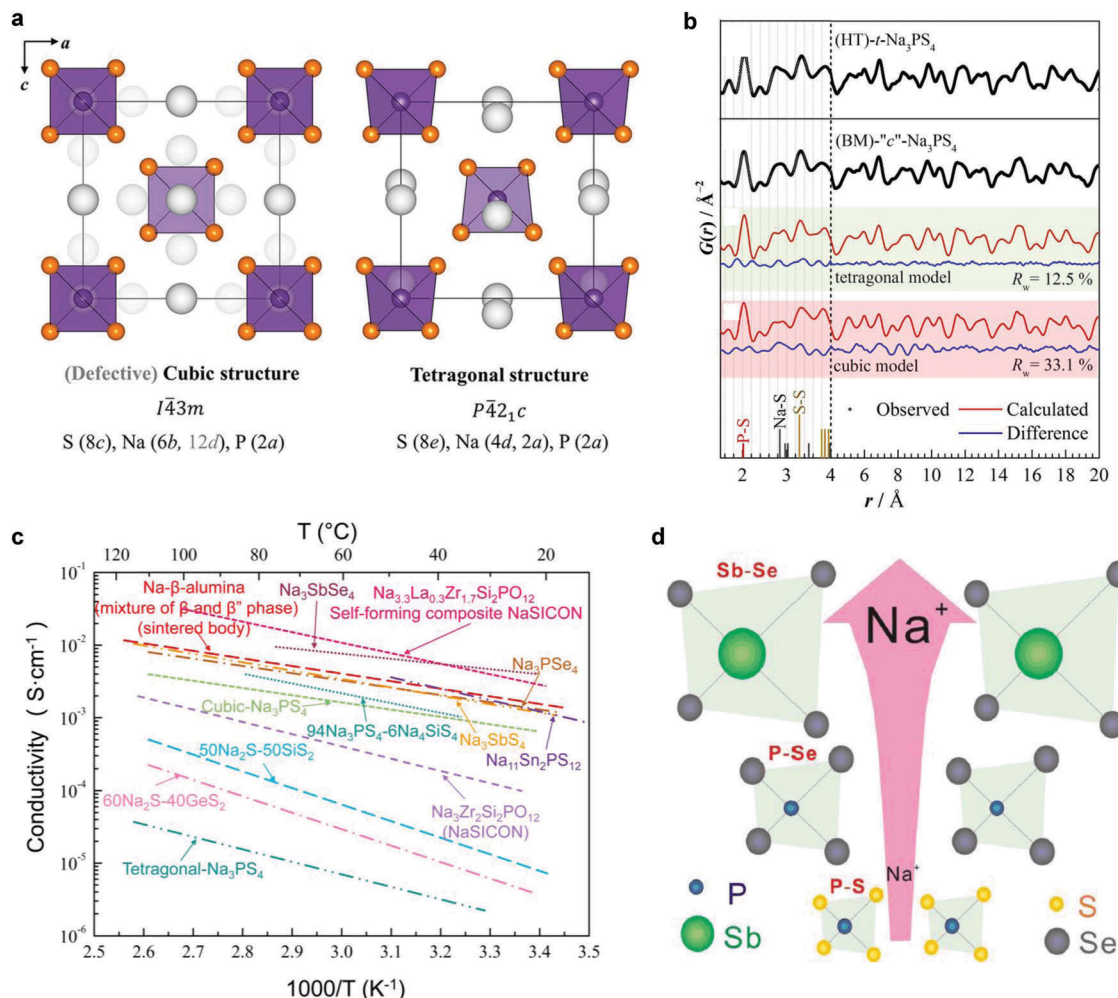 a
a
c
(Defective) Cubic structure
I4̄3m
S (8c), Na (6b, 12d), P (2a)
Tetragonal structure
P4̄2₁c
S (8e), Na (4d, 2a), P (2a)
b
G(r) / Å⁻²
(HT)-t-Na₃PS₄
(BM)-"c"-Na₃PS₄
tetragonal model R_w = 12.5 %
cubic model R_w = 33.1 %
• Observed — Calculated
— Difference
P-S
Na-S
S-S
2 3 4 6 8 10 12 14 16 18 20
r / Å
c
T (°C)
120 100 80 60 40 20
Conductivity ( S·cm⁻¹)
10⁻¹
10⁻²
10⁻³
10⁻⁴
10⁻⁵
10⁻⁶
Na-β-alumina
(mixture of β and β" phase)
(sintered body)
Na₃SbSe₄
Na₃.₃La₀.₃Zr₁.₇Si₂PO₁₂
Self-forming composite NaSICON
Na₃PSe₄
Cubic-Na₃PS₄
94Na₃PS₄-6Na₄SiS₄
Na₃SbS₄
Na₁₁Sn₂PS₁₂
50Na₂S-50SiS₂
60Na₂S-40GeS₂
Na₃Zr₂Si₂PO₁₂
(NaSICON)
Tetragonal-Na₃PS₄
2.5 2.6 2.7 2.8 2.9 3.0 3.1 3.2 3.3 3.4 3.5
1000/T (K⁻¹)
d
Sb-Se
Na⁺
P-Se
Na⁺
P-S
P
Sb
S
Se